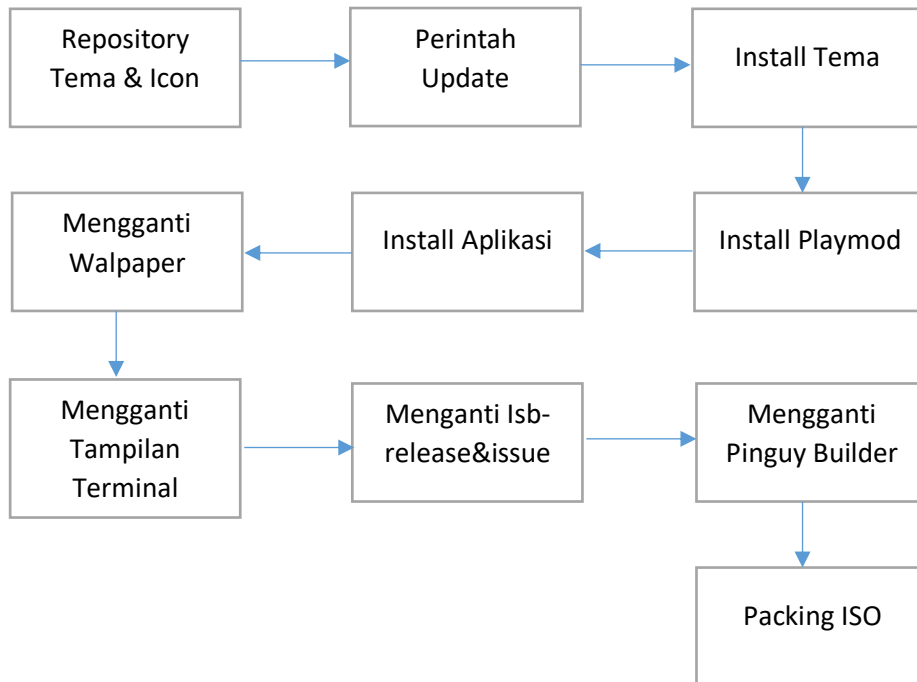 Repository
Tema & Icon
Perintah
Update
Install Tema
Mengganti
Walpaper
Install Aplikasi
Install Playmod
Mengganti
Tampilan
Terminal
Menganti Isb-
release&issue
Mengganti
Pinguy Builder
Packing ISO